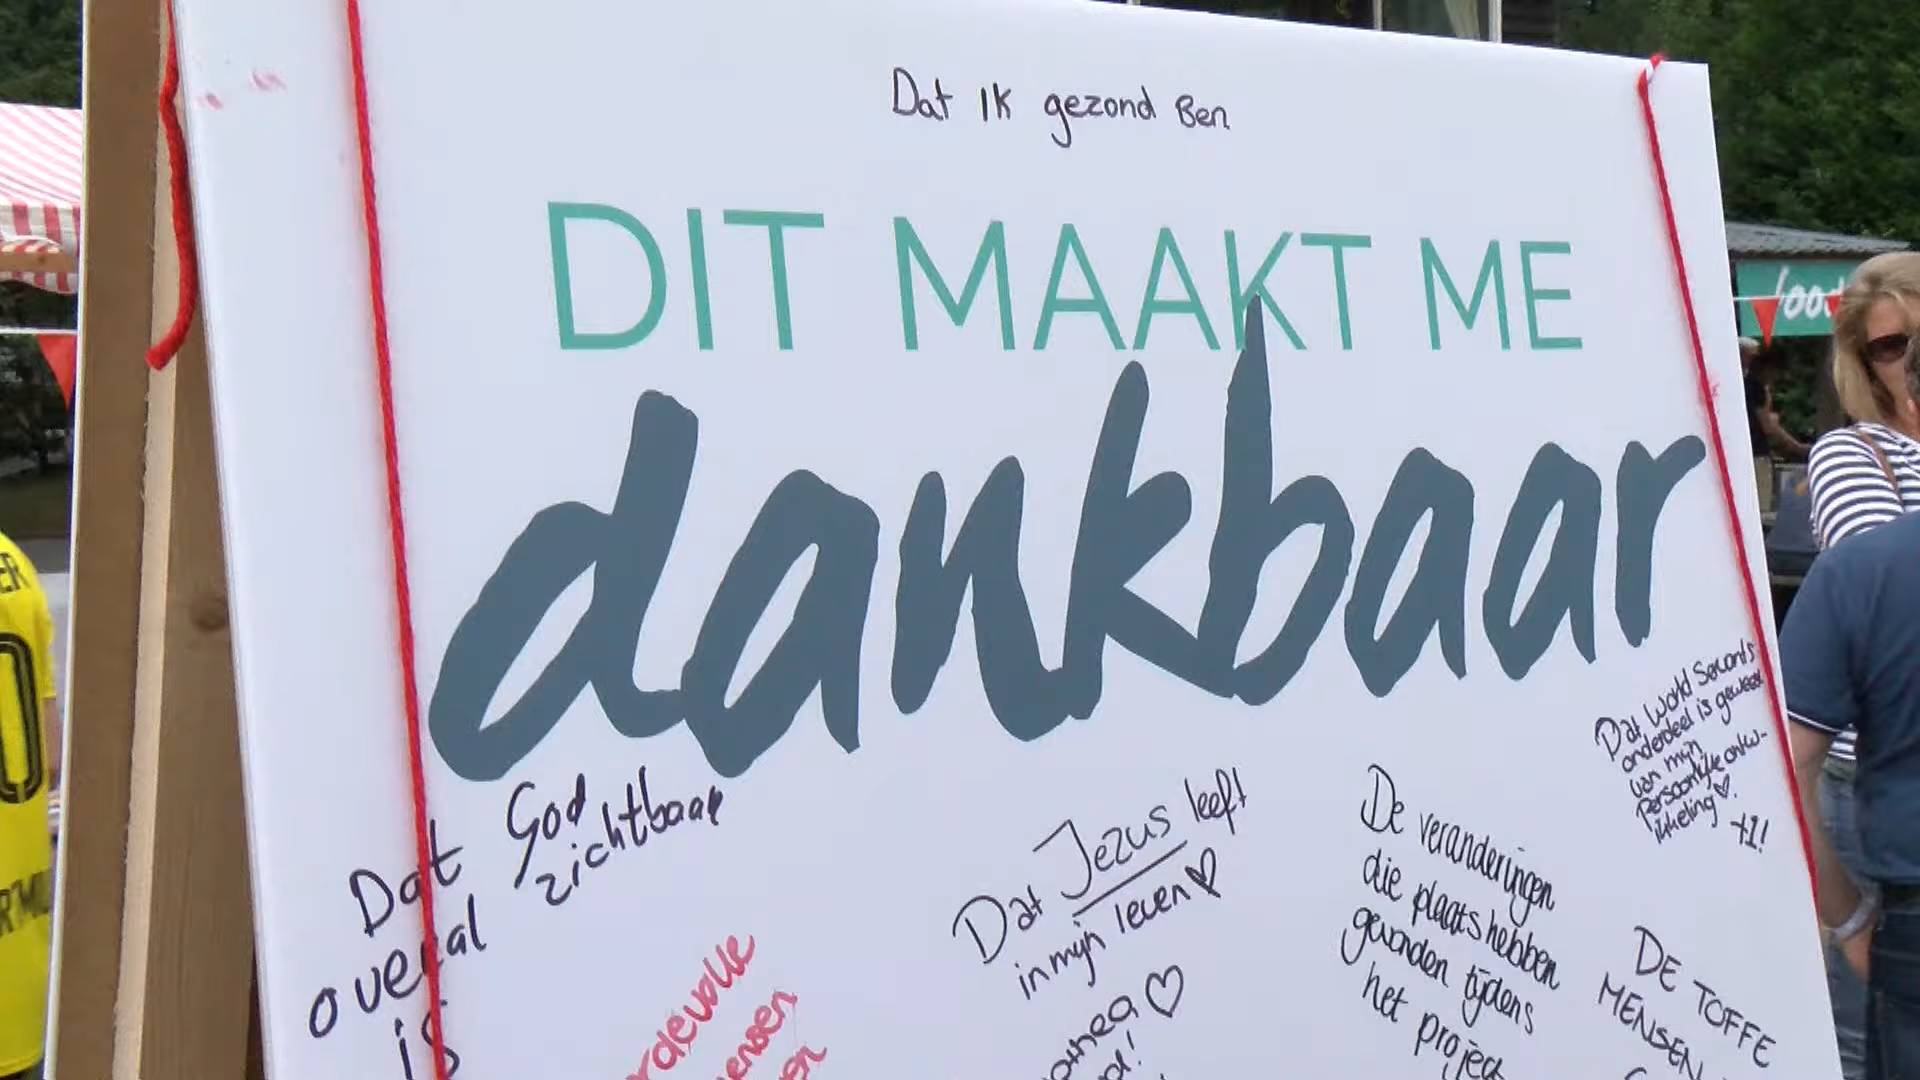 Dat IK gezond Ben
DIT MAAKT ME
dankbaar
Dat God
overal zichtbaar
is
Dat Jezus leeft
in mijn leven ♡
De veranderingen
die plaats hebben
gevonden tijdens
het project
Dat World Servants
onderdeel is geweest
van mijn
Persoonlijke ontw-
ikkeling ♡.
+1!
DE TOFFE
MENSEN